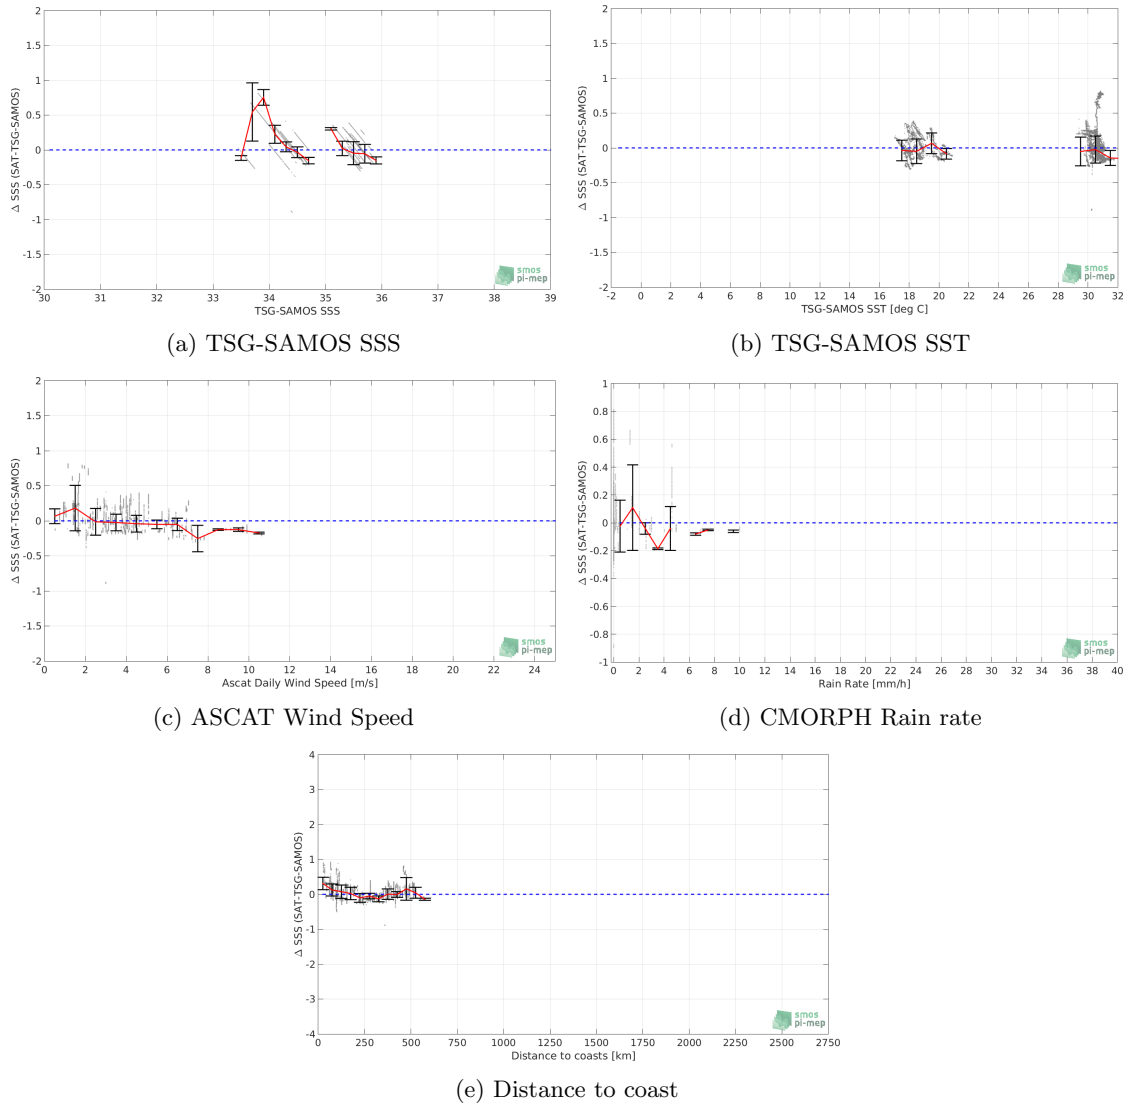 2
1.5
1
0.5
0
-0.5
-1
-1.5
-2
Δ SSS (SAT-TSG-SAMOS)
30 31 32 33 34 35 36 37 38 39
TSG-SAMOS SSS
smos
pi-mep
(a) TSG-SAMOS SSS
2
1.5
1
0.5
0
-0.5
-1
-1.5
-2
Δ SSS (SAT-TSG-SAMOS)
-2 0 2 4 6 8 10 12 14 16 18 20 22 24 26 28 30 32
TSG-SAMOS SST [deg C]
smos
pi-mep
(b) TSG-SAMOS SST
2
1.5
1
0.5
0
-0.5
-1
-1.5
-2
Δ SSS (SAT-TSG-SAMOS)
0 2 4 6 8 10 12 14 16 18 20 22 24
Ascat Daily Wind Speed [m/s]
smos
pi-mep
(c) ASCAT Wind Speed
1
0.8
0.6
0.4
0.2
0
-0.2
-0.4
-0.6
-0.8
-1
Δ SSS (SAT-TSG-SAMOS)
0 2 4 6 8 10 12 14 16 18 20 22 24 26 28 30 32 34 36 38 40
Rain Rate [mm/h]
smos
pi-mep
(d) CMORPH Rain rate
4
3
2
1
0
-1
-2
-3
-4
Δ SSS (SAT-TSG-SAMOS)
0 250 500 750 1000 1250 1500 1750 2000 2250 2500 2750
Distance to coasts [km]
smos
pi-mep
(e) Distance to coast